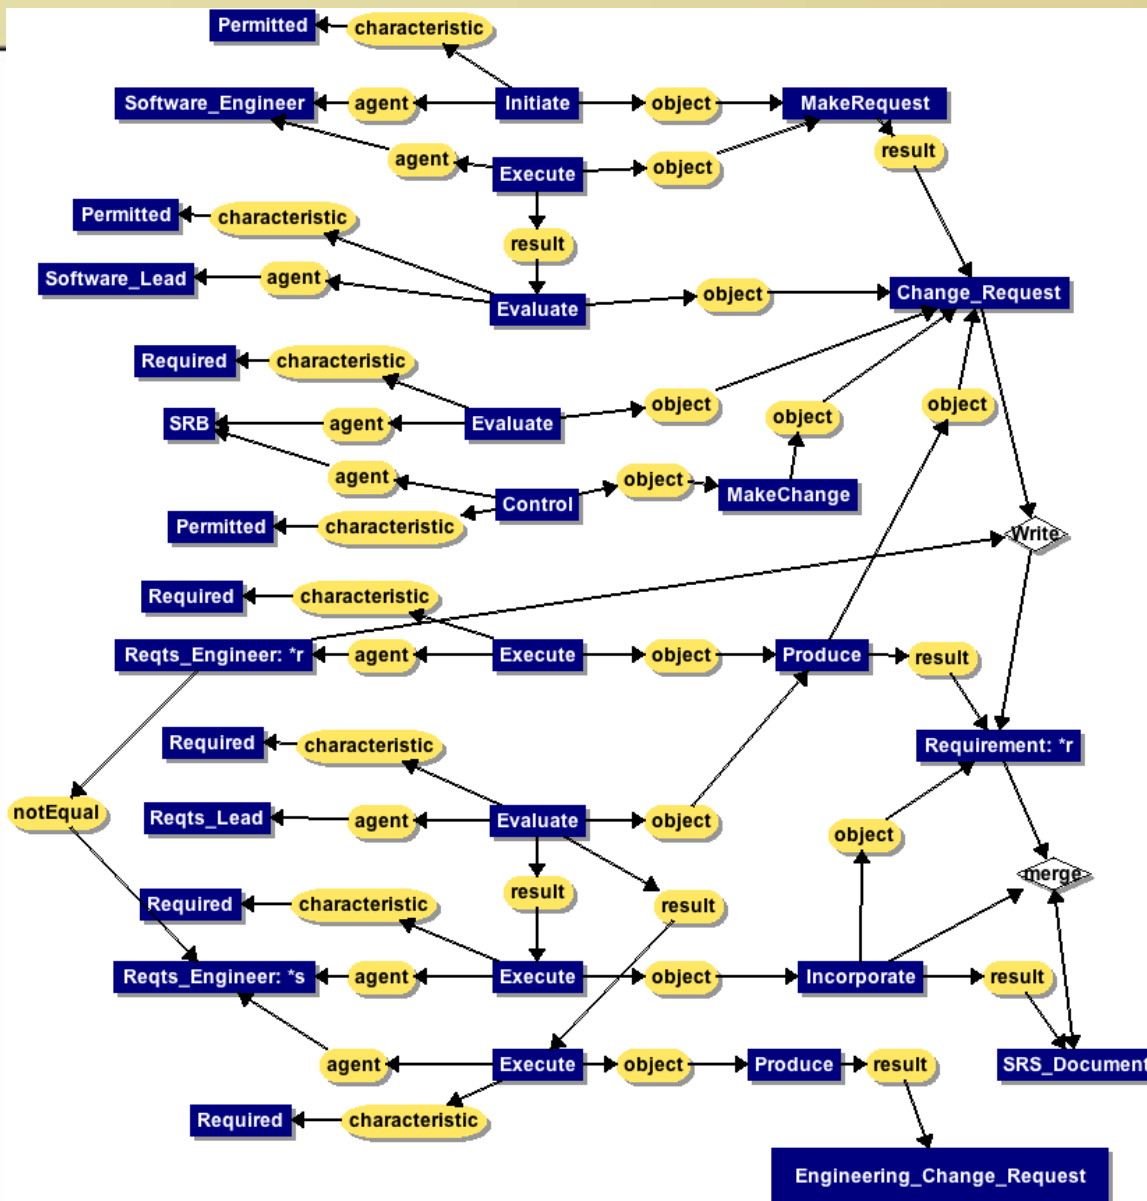 Permitted
characteristic
Software_Engineer
agent
Initiate
object
MakeRequest
result
agent
Execute
object
Permitted
characteristic
result
Software_Lead
agent
Evaluate
object
Change_Request
Required
characteristic
object
object
object
SRB
agent
Evaluate
agent
Control
object
MakeChange
Permitted
characteristic
Write
Required
characteristic
Reqts_Engineer: *r
agent
Execute
object
Produce
result
Required
characteristic
Requirement: *r
notEqual
Reqts_Lead
agent
Evaluate
object
object
merge
Required
characteristic
result
result
Reqts_Engineer: *s
agent
Execute
object
Incorporate
result
agent
Execute
object
Produce
result
SRS_Document
Required
characteristic
Engineering_Change_Request